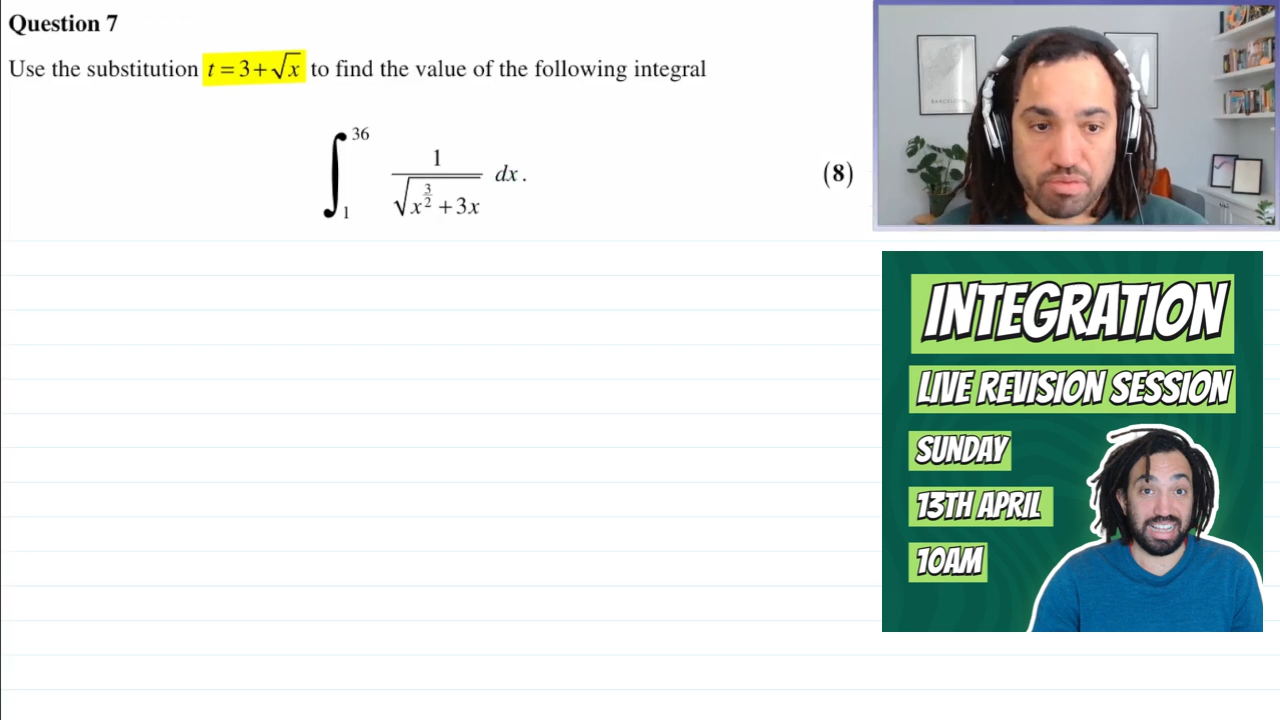 Question 7
Use the substitution t = 3 + √x to find the value of the following integral
∫₁³⁶ 1/√(x^(3/2) + 3x) dx.
(8)
BARCELONA
INTEGRATION
LIVE REVISION SESSION
SUNDAY
13TH APRIL
10AM